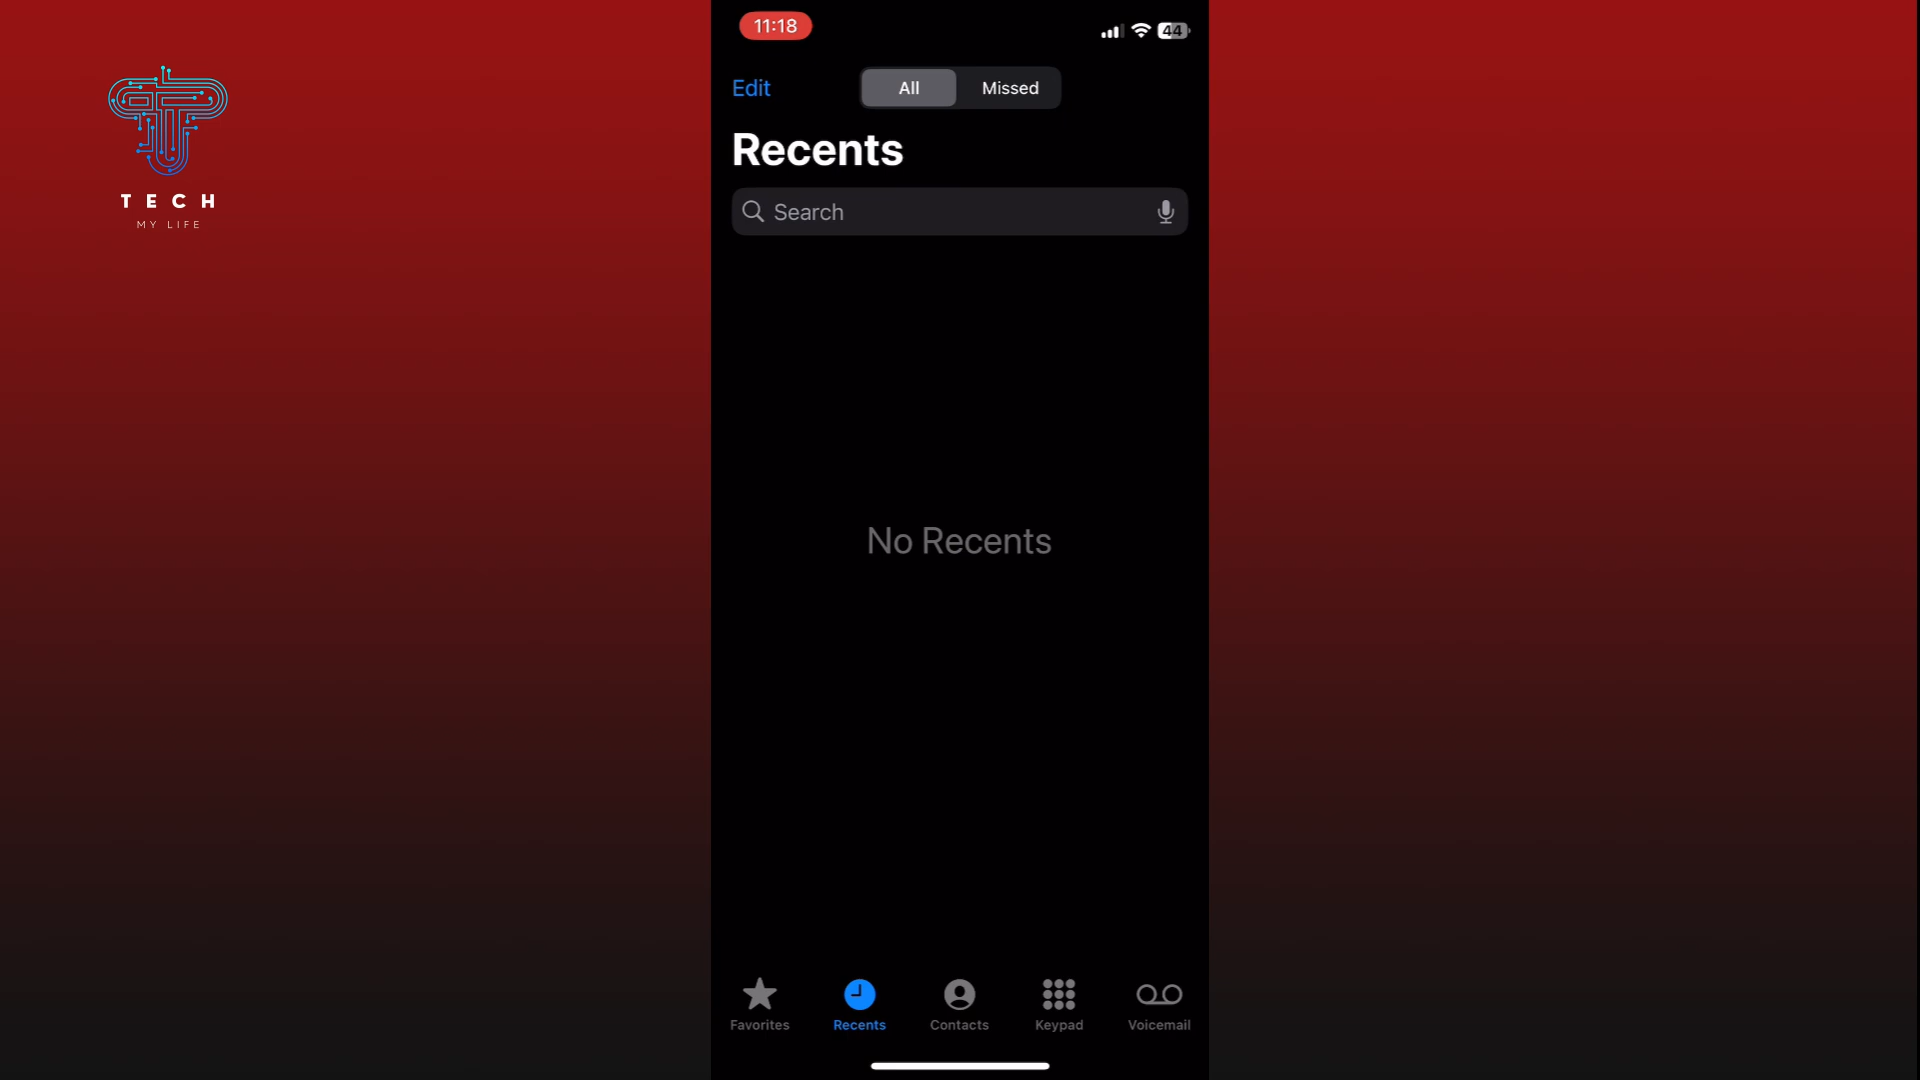 TECH
MY LIFE
11:18
44
Edit
All
Missed
Recents
Search
No Recents
Favorites
Recents
Contacts
Keypad
Voicemail